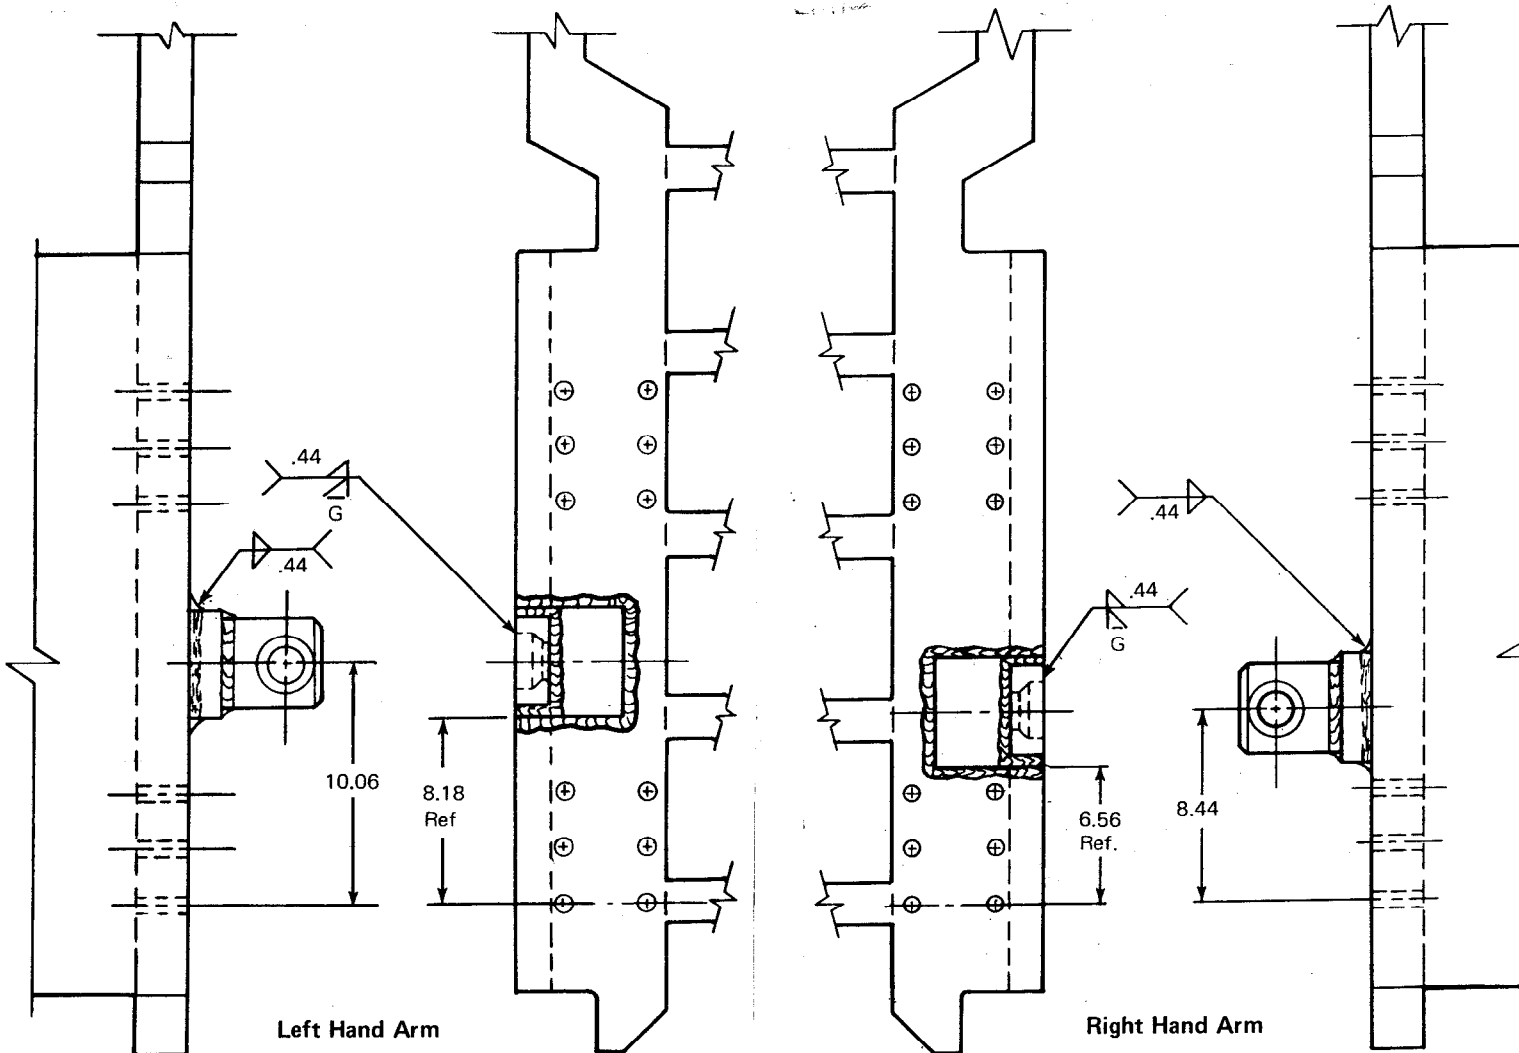 .44
G
.44
10.06
8.18
Ref
Left Hand Arm
.44
.44
G
6.56
Ref.
8.44
Right Hand Arm